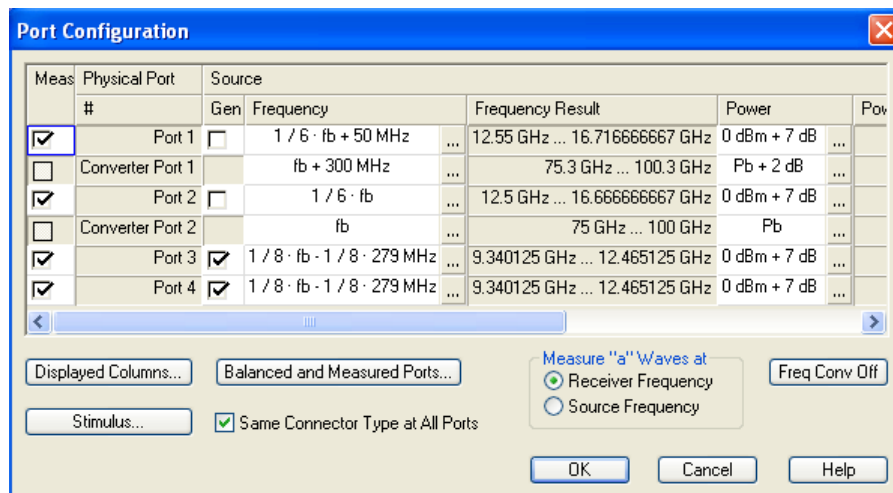 Port Configuration
Meas Physical Port Source
# Gen Frequency Frequency Result Power Pow
Port 1 1 / 6 · fb + 50 MHz ... 12.55 GHz ... 16.716666667 GHz 0 dBm + 7 dB ...
Converter Port 1 fb + 300 MHz ... 75.3 GHz ... 100.3 GHz Pb + 2 dB ...
Port 2 1 / 6 · fb ... 12.5 GHz ... 16.666666667 GHz 0 dBm + 7 dB ...
Converter Port 2 fb ... 75 GHz ... 100 GHz Pb ...
Port 3 1 / 8 · fb - 1 / 8 · 279 MHz ... 9.340125 GHz ... 12.465125 GHz 0 dBm + 7 dB ...
Port 4 1 / 8 · fb - 1 / 8 · 279 MHz ... 9.340125 GHz ... 12.465125 GHz 0 dBm + 7 dB ...
Displayed Columns...
Balanced and Measured Ports...
Measure "a" Waves at
Receiver Frequency
Source Frequency
Freq Conv Off
Stimulus...
Same Connector Type at All Ports
OK Cancel Help